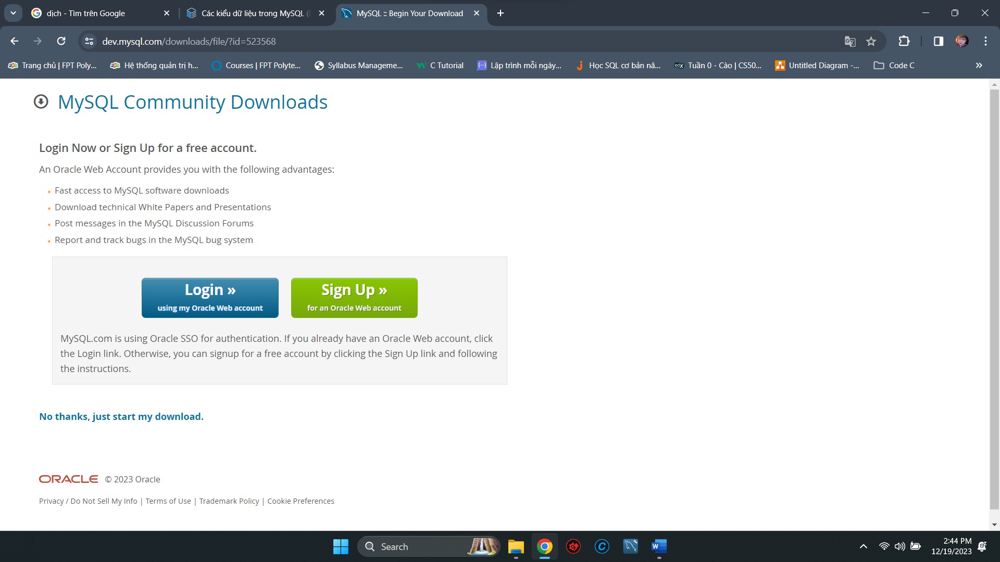 dịch - Tìm trên Google
Các kiểu dữ liệu trong MySQL (
MySQL :: Begin Your Download
dev.mysql.com/downloads/file/?id=523568
Trang chủ | FPT Poly...
Hệ thống quản trị h...
Courses | FPT Polyte...
Syllabus Manageme...
C Tutorial
Lập trình mỗi ngày...
Học SQL cơ bản nâ...
edx
Tuần 0 - Cào | CS50...
Untitled Diagram -...
Code C
MySQL Community Downloads
Login Now or Sign Up for a free account.
An Oracle Web Account provides you with the following advantages:
Fast access to MySQL software downloads
Download technical White Papers and Presentations
Post messages in the MySQL Discussion Forums
Report and track bugs in the MySQL bug system
Login »
using my Oracle Web account
Sign Up »
for an Oracle Web account
MySQL.com is using Oracle SSO for authentication. If you already have an Oracle Web account, click
the Login link. Otherwise, you can signup for a free account by clicking the Sign Up link and following
the instructions.
No thanks, just start my download.
ORACLE © 2023 Oracle
Privacy / Do Not Sell My Info | Terms of Use | Trademark Policy | Cookie Preferences
Search
2:44 PM
12/19/2023